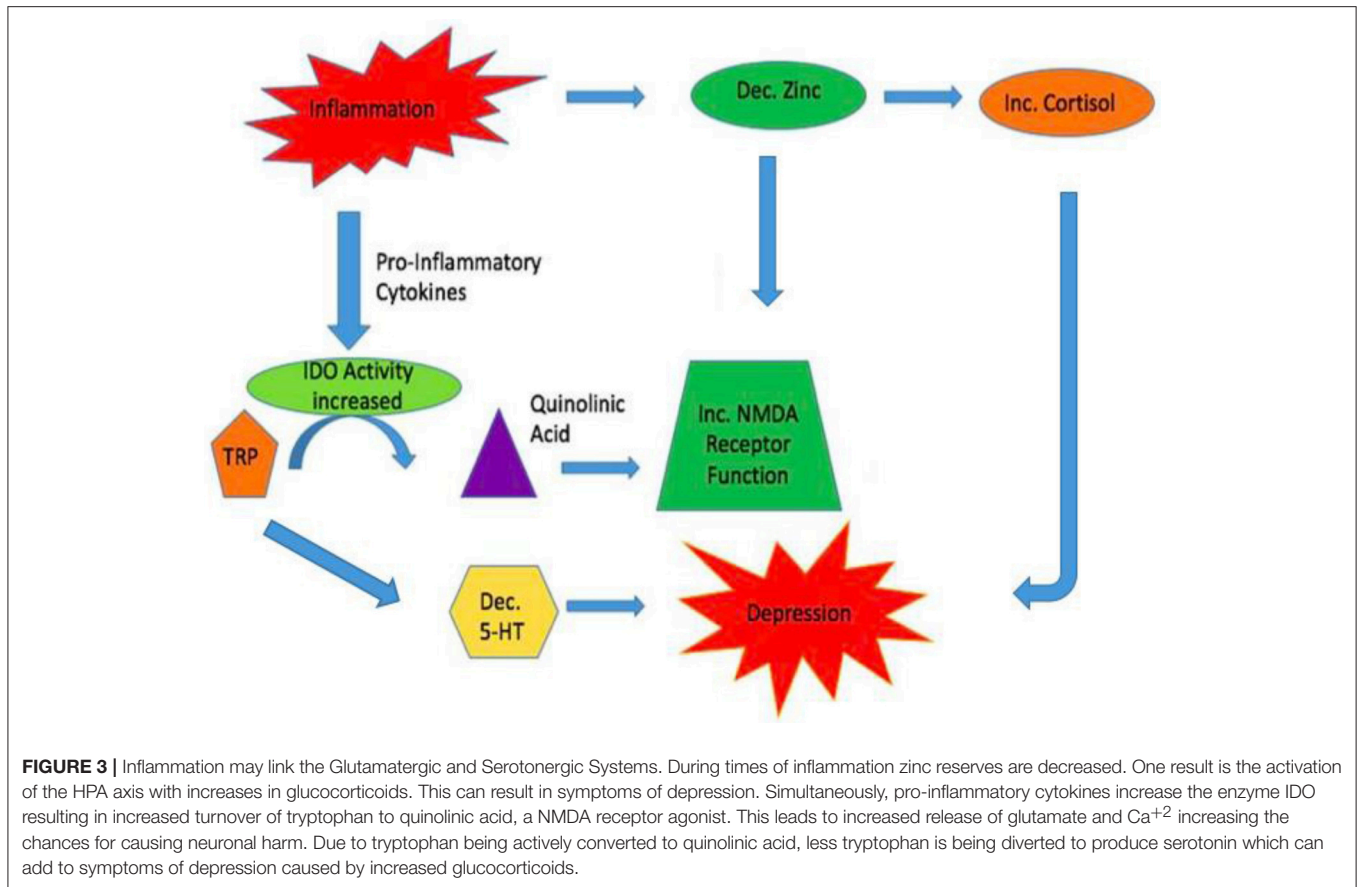 Inflammation
Dec. Zinc
Inc. Cortisol
Pro-Inflammatory
Cytokines
IDO Activity
increased
TRP
Quinolinic
Acid
Inc. NMDA
Receptor
Function
Dec.
5-HT
Depression
FIGURE 3 | Inflammation may link the Glutamatergic and Serotonergic Systems. During times of inflammation zinc reserves are decreased. One result is the activation
of the HPA axis with increases in glucocorticoids. This can result in symptoms of depression. Simultaneously, pro-inflammatory cytokines increase the enzyme IDO
resulting in increased turnover of tryptophan to quinolinic acid, a NMDA receptor agonist. This leads to increased release of glutamate and Ca+2 increasing the
chances for causing neuronal harm. Due to tryptophan being actively converted to quinolinic acid, less tryptophan is being diverted to produce serotonin which can
add to symptoms of depression caused by increased glucocorticoids.